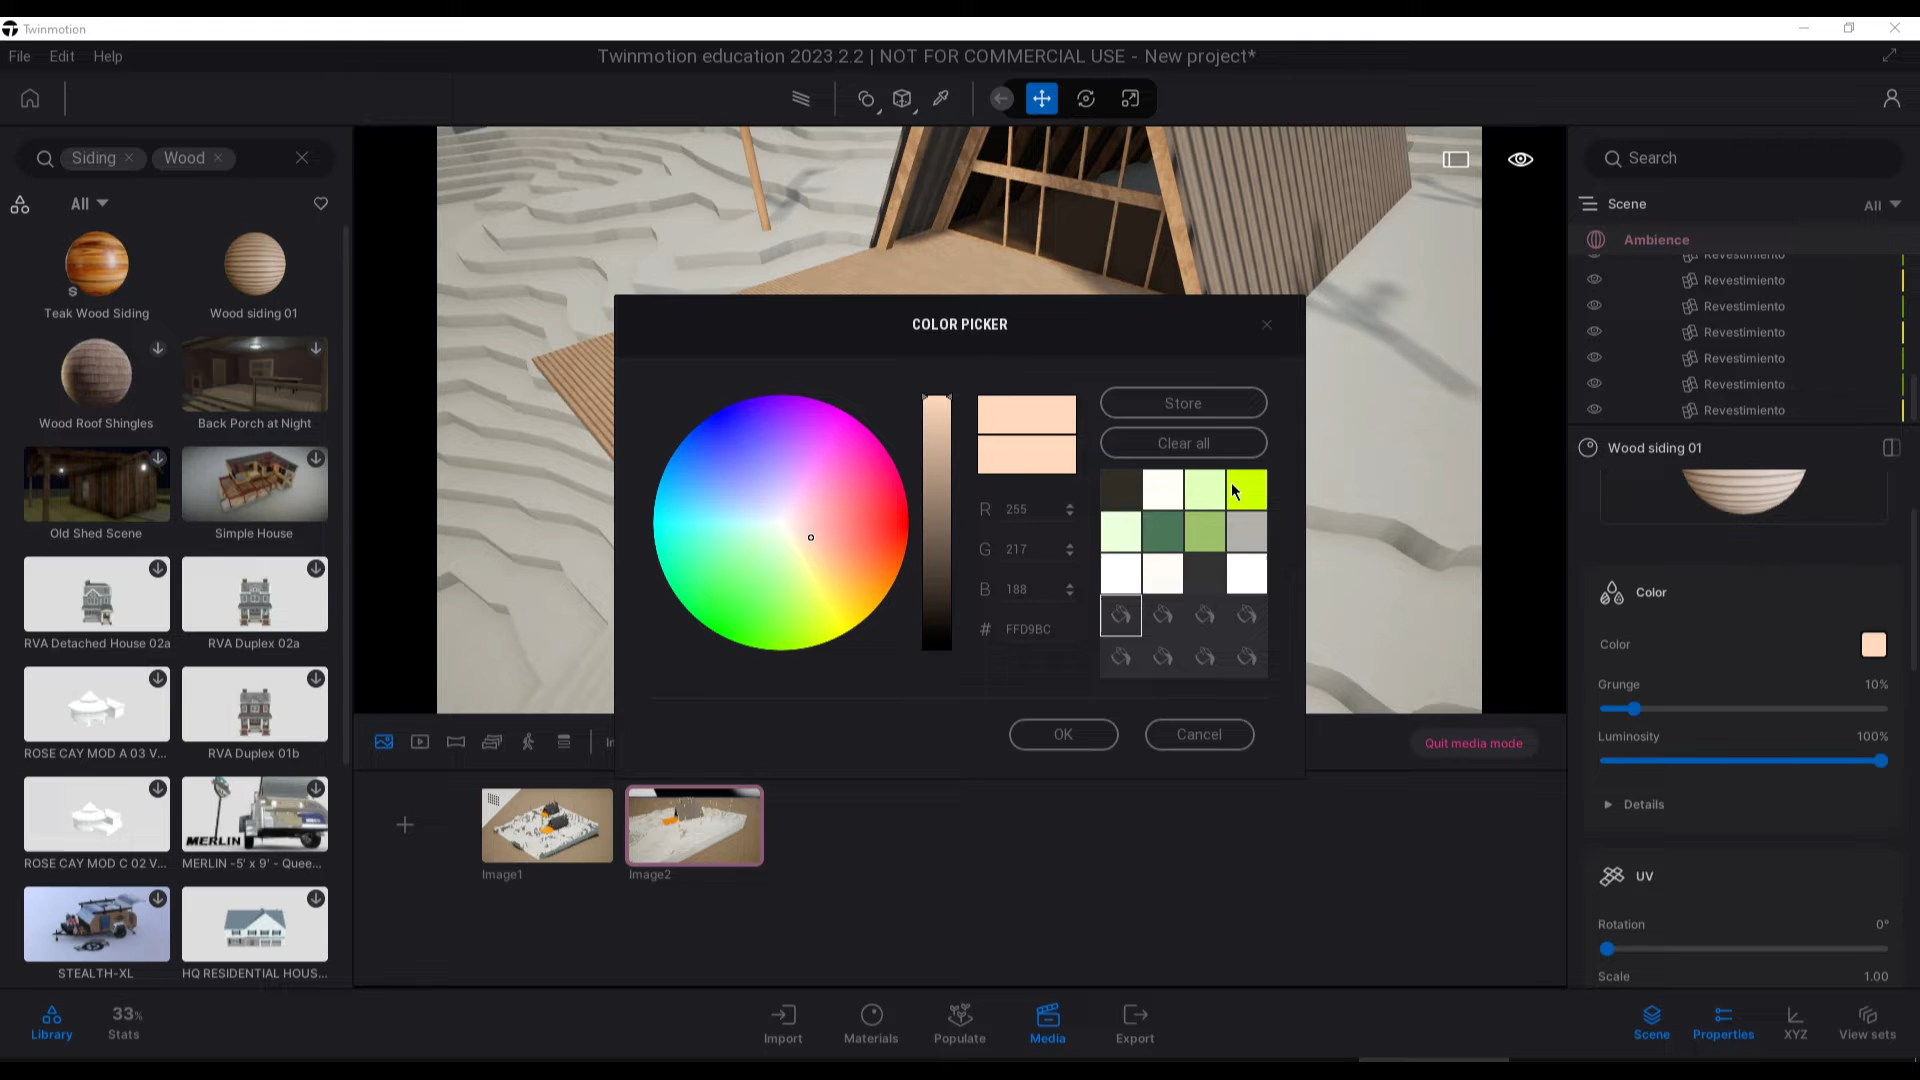 Twinmotion
File Edit Help
Twinmotion education 2023.2.2 | NOT FOR COMMERCIAL USE - New project*
Siding Wood
All
Teak Wood Siding
S
Wood siding 01
Wood Roof Shingles
Back Porch at Night
Old Shed Scene
Simple House
RVA Detached House 02a
RVA Duplex 02a
ROSE CAY MOD A 03 V...
RVA Duplex 01b
ROSE CAY MOD C 02 V...
MERLIN
MERLIN -5' x 9' - Quee...
STEALTH-XL
HQ RESIDENTIAL HOUS...
COLOR PICKER
Store
Clear all
R 255
G 217
B 188
# FFD9BC
OK
Cancel
Quit media mode
Image1
Image2
Search
Scene
All
Ambience
Revestimiento
Revestimiento
Revestimiento
Revestimiento
Revestimiento
Revestimiento
Revestimiento
Wood siding 01
Color
Color
Grunge 10%
Luminosity 100%
Details
UV
Rotation 0°
Scale 1.00
Library
33%
Stats
Import
Materials
Populate
Media
Export
Scene
Properties
XYZ
View sets